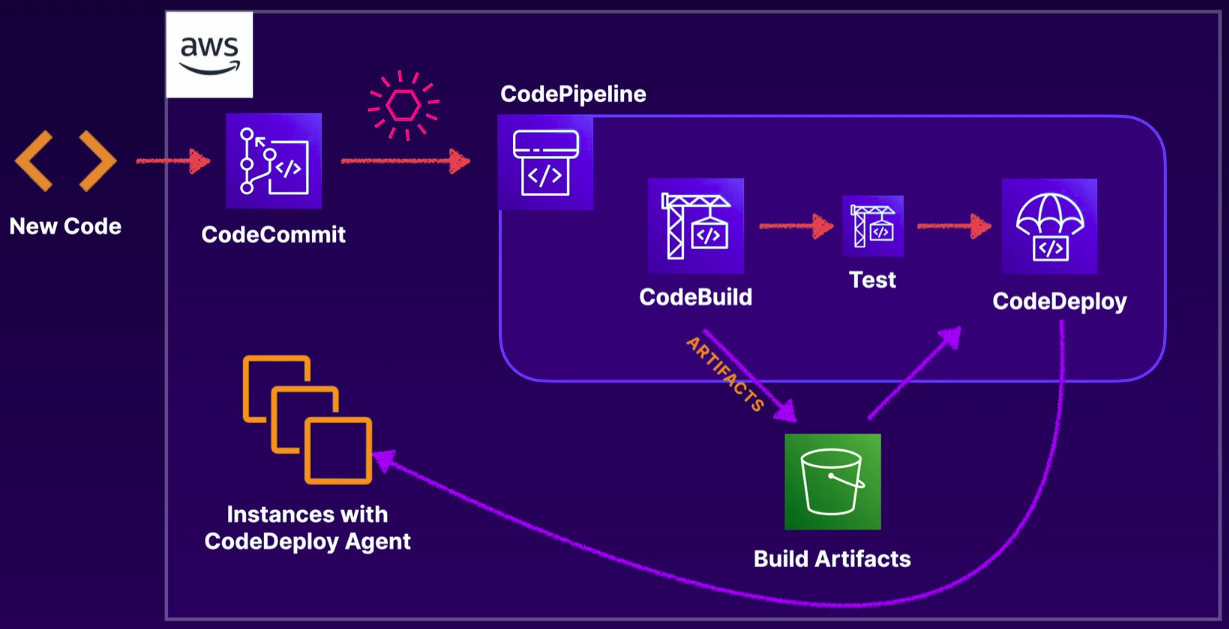 aws
CodePipeline
New Code
CodeCommit
CodeBuild
Test
CodeDeploy
ARTIFACTS
Instances with
CodeDeploy Agent
Build Artifacts